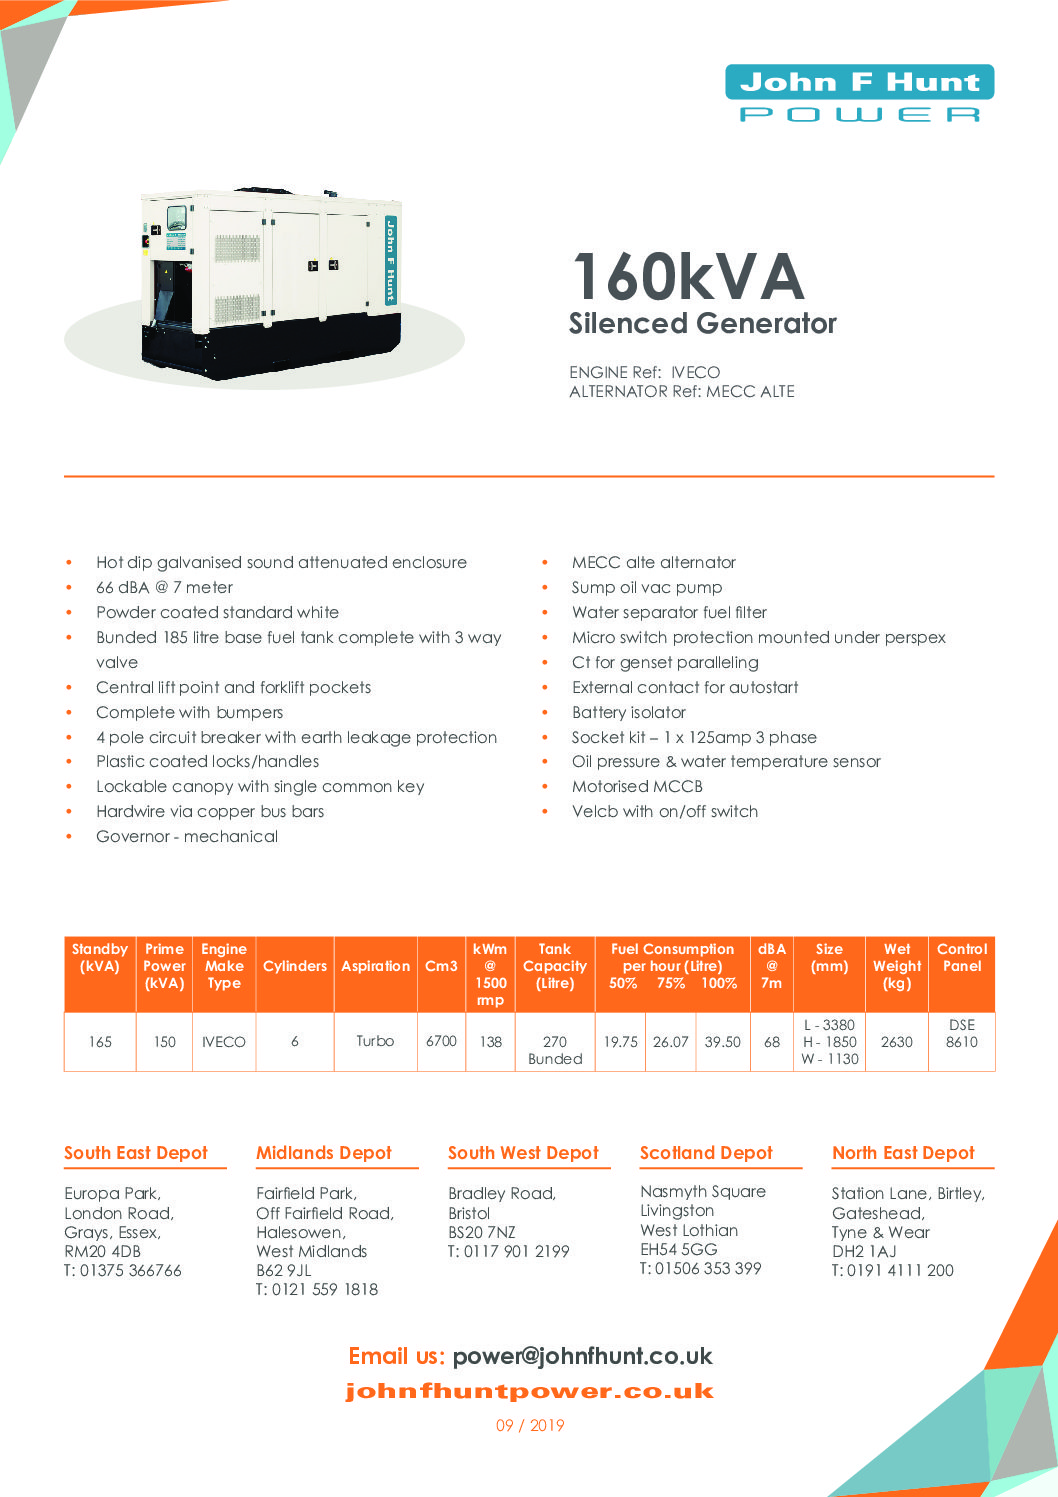 John F Hunt
POWER
John F Hunt
160kVA
Silenced Generator
ENGINE Ref: IVECO
ALTERNATOR Ref: MECC ALTE
• Hot dip galvanised sound attenuated enclosure
• 66 dBA @ 7 meter
• Powder coated standard white
• Bunded 185 litre base fuel tank complete with 3 way
valve
• Central lift point and forklift pockets
• Complete with bumpers
• 4 pole circuit breaker with earth leakage protection
• Plastic coated locks/handles
• Lockable canopy with single common key
• Hardwire via copper bus bars
• Governor - mechanical
• MECC alte alternator
• Sump oil vac pump
• Water separator fuel filter
• Micro switch protection mounted under perspex
• Ct for genset paralleling
• External contact for autostart
• Battery isolator
• Socket kit – 1 x 125amp 3 phase
• Oil pressure & water temperature sensor
• Motorised MCCB
• Velcb with on/off switch
Standby (kVA) Prime Power (kVA) Engine Make Type Cylinders Aspiration Cm3 kWm @ 1500 rmp Tank Capacity (Litre) Fuel Consumption per hour (Litre) 50% 75% 100% dBA @ 7m Size (mm) Wet Weight (kg) Control Panel
165 150 IVECO 6 Turbo 6700 138 270 Bunded 19.75 26.07 39.50 68 L - 3380 H - 1850 W - 1130 2630 DSE 8610
South East Depot
Europa Park,
London Road,
Grays, Essex,
RM20 4DB
T: 01375 366766
Midlands Depot
Fairfield Park,
Off Fairfield Road,
Halesowen,
West Midlands
B62 9JL
T: 0121 559 1818
South West Depot
Bradley Road,
Bristol
BS20 7NZ
T: 0117 901 2199
Scotland Depot
Nasmyth Square
Livingston
West Lothian
EH54 5GG
T: 01506 353 399
North East Depot
Station Lane, Birtley,
Gateshead,
Tyne & Wear
DH2 1AJ
T: 0191 4111 200
Email us: power@johnfhunt.co.uk
johnfhuntpower.co.uk
09 / 2019